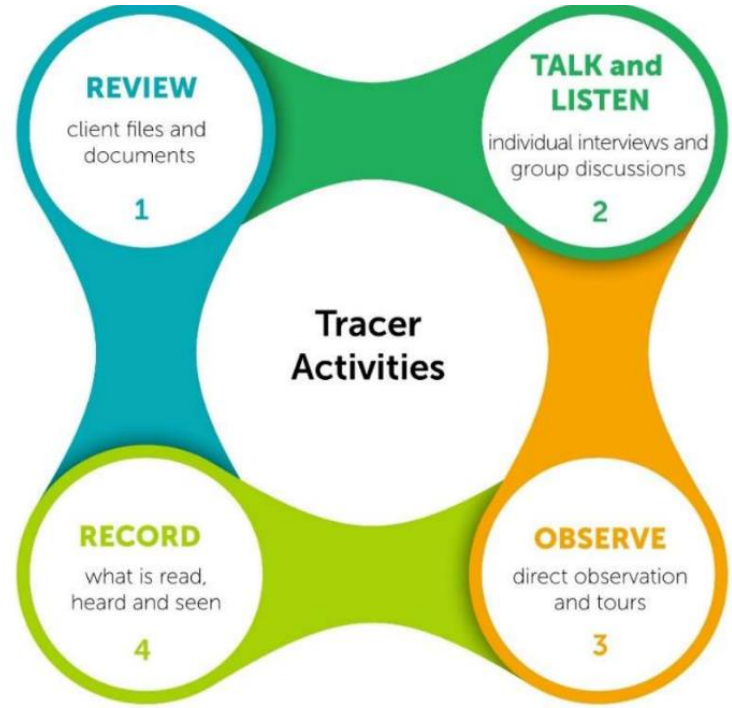 REVIEW
client files and
documents
1
TALK and
LISTEN
individual interviews and
group discussions
2
Tracer
Activities
OBSERVE
direct observation
and tours
3
RECORD
what is read,
heard and seen
4